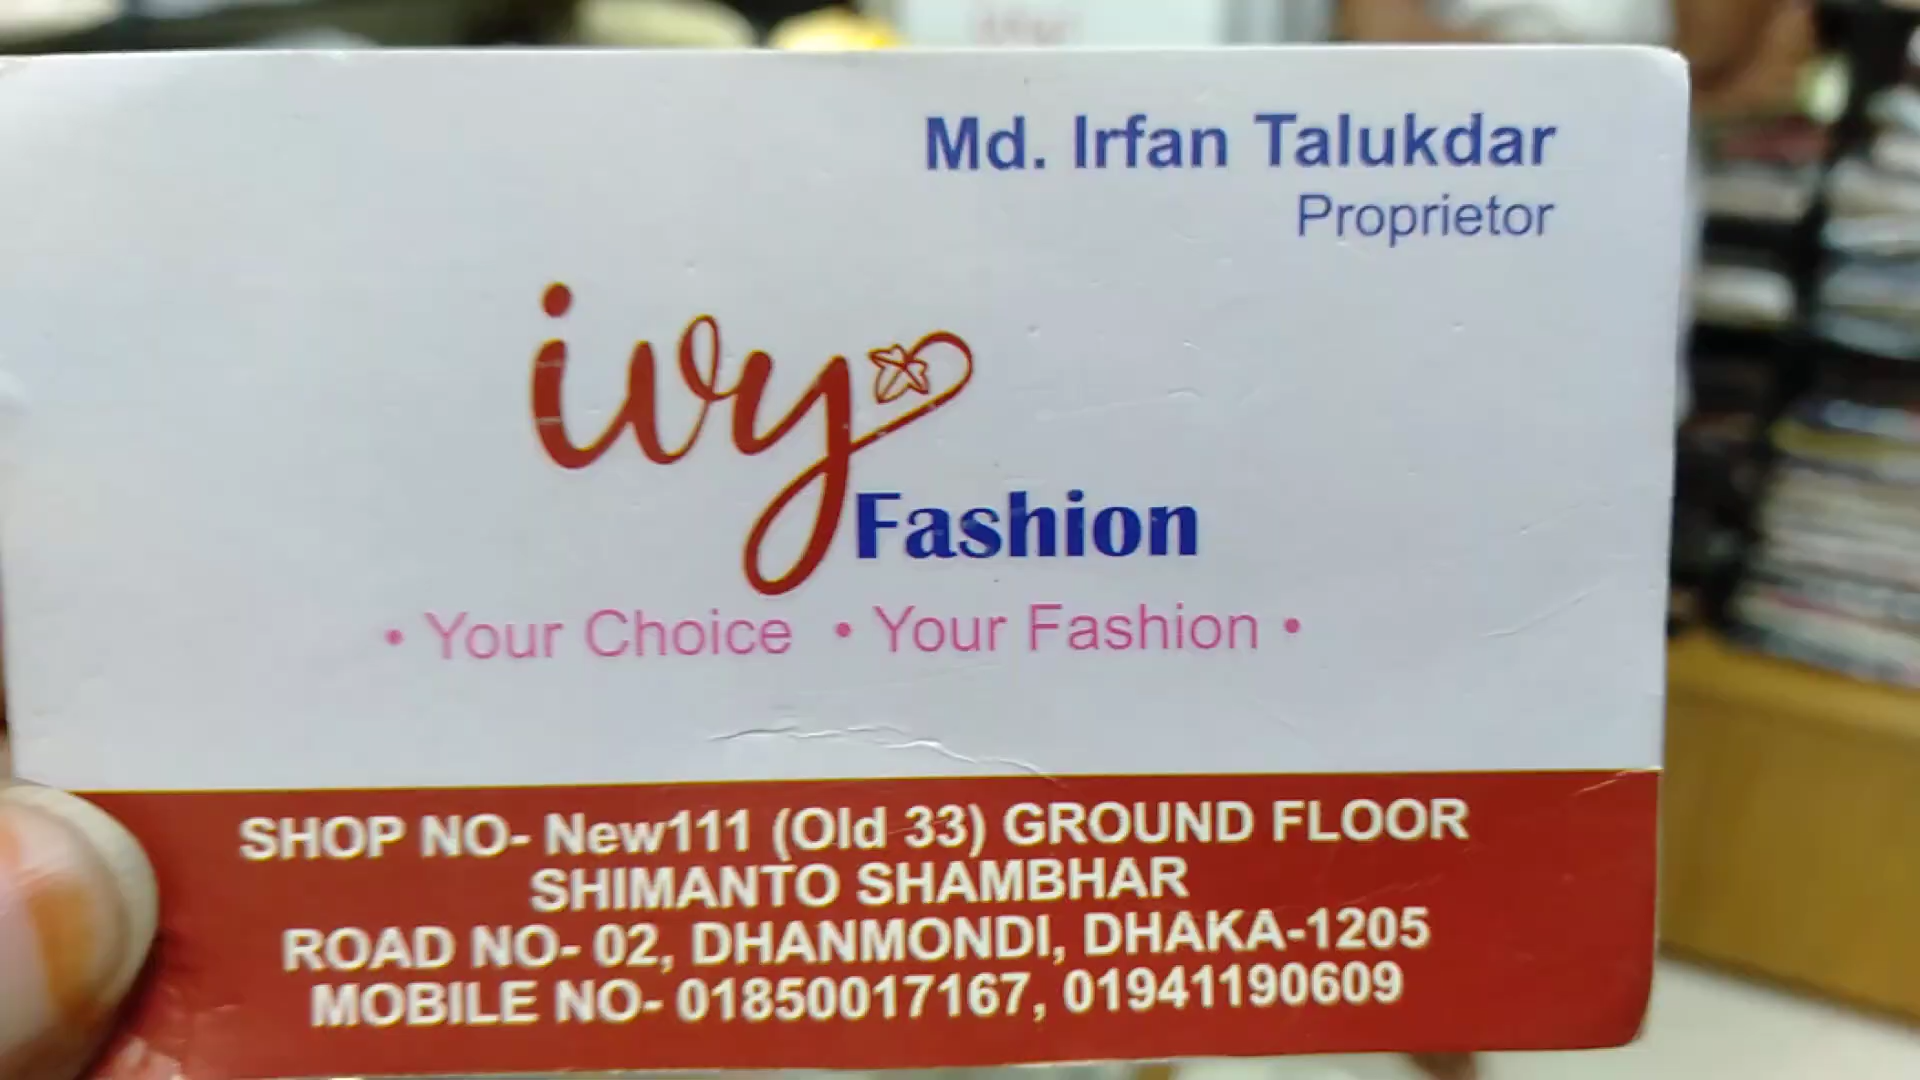 Md. Irfan Talukdar
Proprietor
ivy
Fashion
• Your Choice • Your Fashion •
SHOP NO- New111 (Old 33) GROUND FLOOR
SHIMANTO SHAMBHAR
ROAD NO- 02, DHANMONDI, DHAKA-1205
MOBILE NO- 01850017167, 01941190609